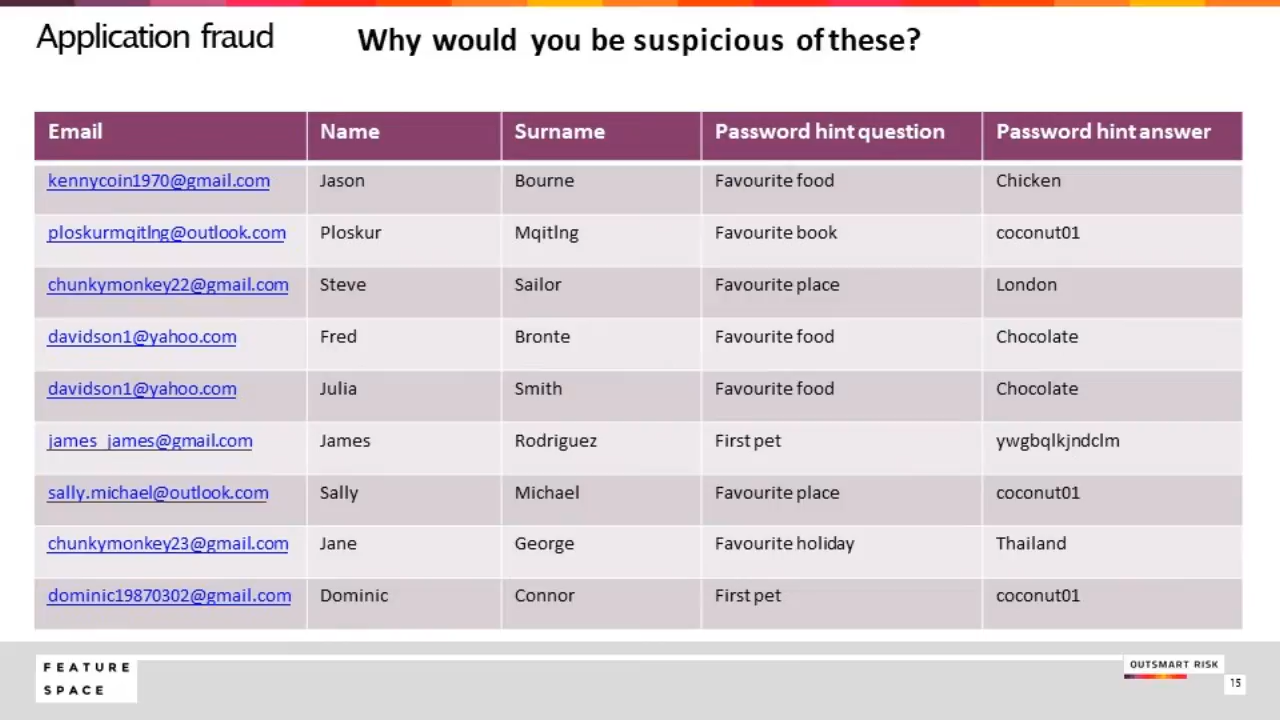 Application fraud
Why would you be suspicious of these?
Email Name Surname Password hint question Password hint answer
kennycoin1970@gmail.com Jason Bourne Favourite food Chicken
ploskurmqitlng@outlook.com Ploskur Mqitlng Favourite book coconut01
chunkymonkey22@gmail.com Steve Sailor Favourite place London
davidson1@yahoo.com Fred Bronte Favourite food Chocolate
davidson1@yahoo.com Julia Smith Favourite food Chocolate
james_james@gmail.com James Rodriguez First pet ywgbqlkjndclm
sally.michael@outlook.com Sally Michael Favourite place coconut01
chunkymonkey23@gmail.com Jane George Favourite holiday Thailand
dominic19870302@gmail.com Dominic Connor First pet coconut01
FEATURE
SPACE
OUTSMART RISK
15